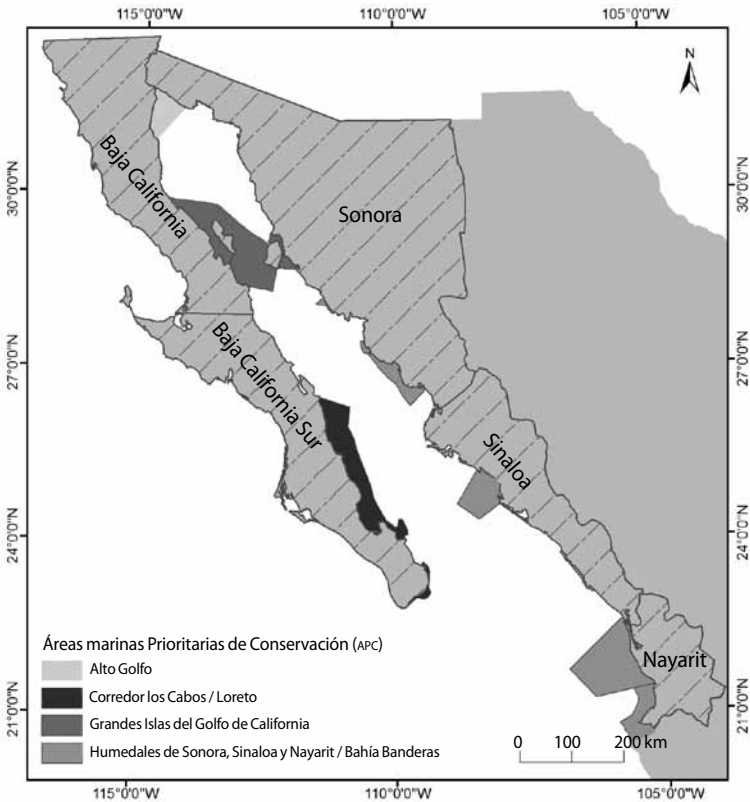 115°0'0"W
110°0'0"W
105°0'0"W
N
30°0'0"N
30°0'0"N
Baja California
Sonora
27°0'0"N
27°0'0"N
Baja California Sur
Sinaloa
24°0'0"N
24°0'0"N
Áreas marinas Prioritarias de Conservación (APC)
Alto Golfo
Corredor los Cabos / Loreto
Grandes Islas del Golfo de California
Humedales de Sonora, Sinaloa y Nayarit / Bahía Banderas
Nayarit
21°0'0"N
21°0'0"N
0 100 200 km
115°0'0"W
110°0'0"W
105°0'0"W